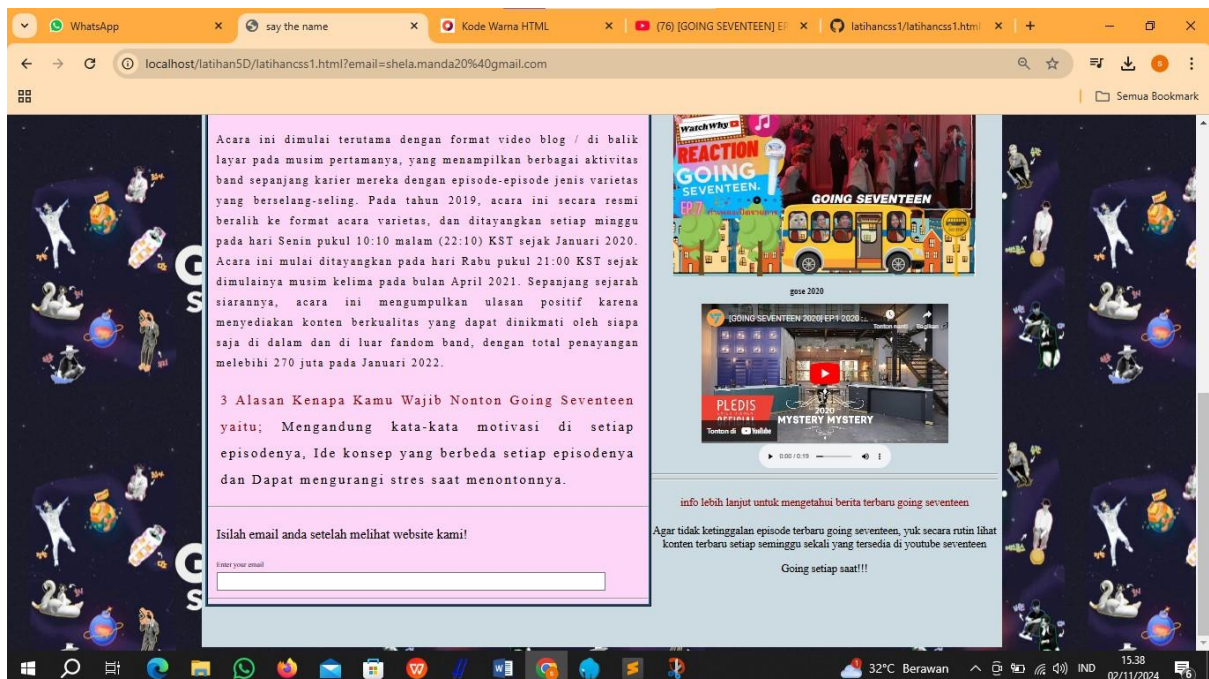 WhatsApp
say the name
Kode Warna HTML
(76) [GOING SEVENTEEN] EP
latihancss1/latihancss1.html
localhost/latihan5D/latihancss1.html?email=shela.manda20%40gmail.com
Semua Bookmark
Acara ini dimulai terutama dengan format video blog / di balik
layar pada musim pertamanya, yang menampilkan berbagai aktivitas
band sepanjang karier mereka dengan episode-episode jenis varietas
yang berselang-seling. Pada tahun 2019, acara ini secara resmi
beralih ke format acara varietas, dan ditayangkan setiap minggu
pada hari Senin pukul 10:10 malam (22:10) KST sejak Januari 2020.
Acara ini mulai ditayangkan pada hari Rabu pukul 21:00 KST sejak
dimulainya musim kelima pada bulan April 2021. Sepanjang sejarah
siarannya, acara ini mengumpulkan ulasan positif karena
menyediakan konten berkualitas yang dapat dinikmati oleh siapa
saja di dalam dan di luar fandom band, dengan total penayangan
melebihi 270 juta pada Januari 2022.
3 Alasan Kenapa Kamu Wajib Nonton Going Seventeen
yaitu; Mengandung kata-kata motivasi di setiap
episodenya, Ide konsep yang berbeda setiap episodenya
dan Dapat mengurangi stres saat menontonnya.
Isilah email anda setelah melihat website kami!
Enter your email
Watch Why
REACTION
GOING
SEVENTEEN.
EP.7
GOING SEVENTEEN
gose 2020
[GOING SEVENTEEN 2020] EP.1 2020 :...
Tonton nanti
Bagikan
PLEDIS
OFFICIAL
2020
MYSTERY MYSTERY
Tonton di YouTube
0:00 / 0:19
info lebih lanjut untuk mengetahui berita terbaru going seventeen
Agar tidak ketinggalan episode terbaru going seventeen, yuk secara rutin lihat
konten terbaru setiap seminggu sekali yang tersedia di youtube seventeen
Going setiap saat!!!
G
S
G
S
32°C Berawan
IND
15.38
02/11/2024